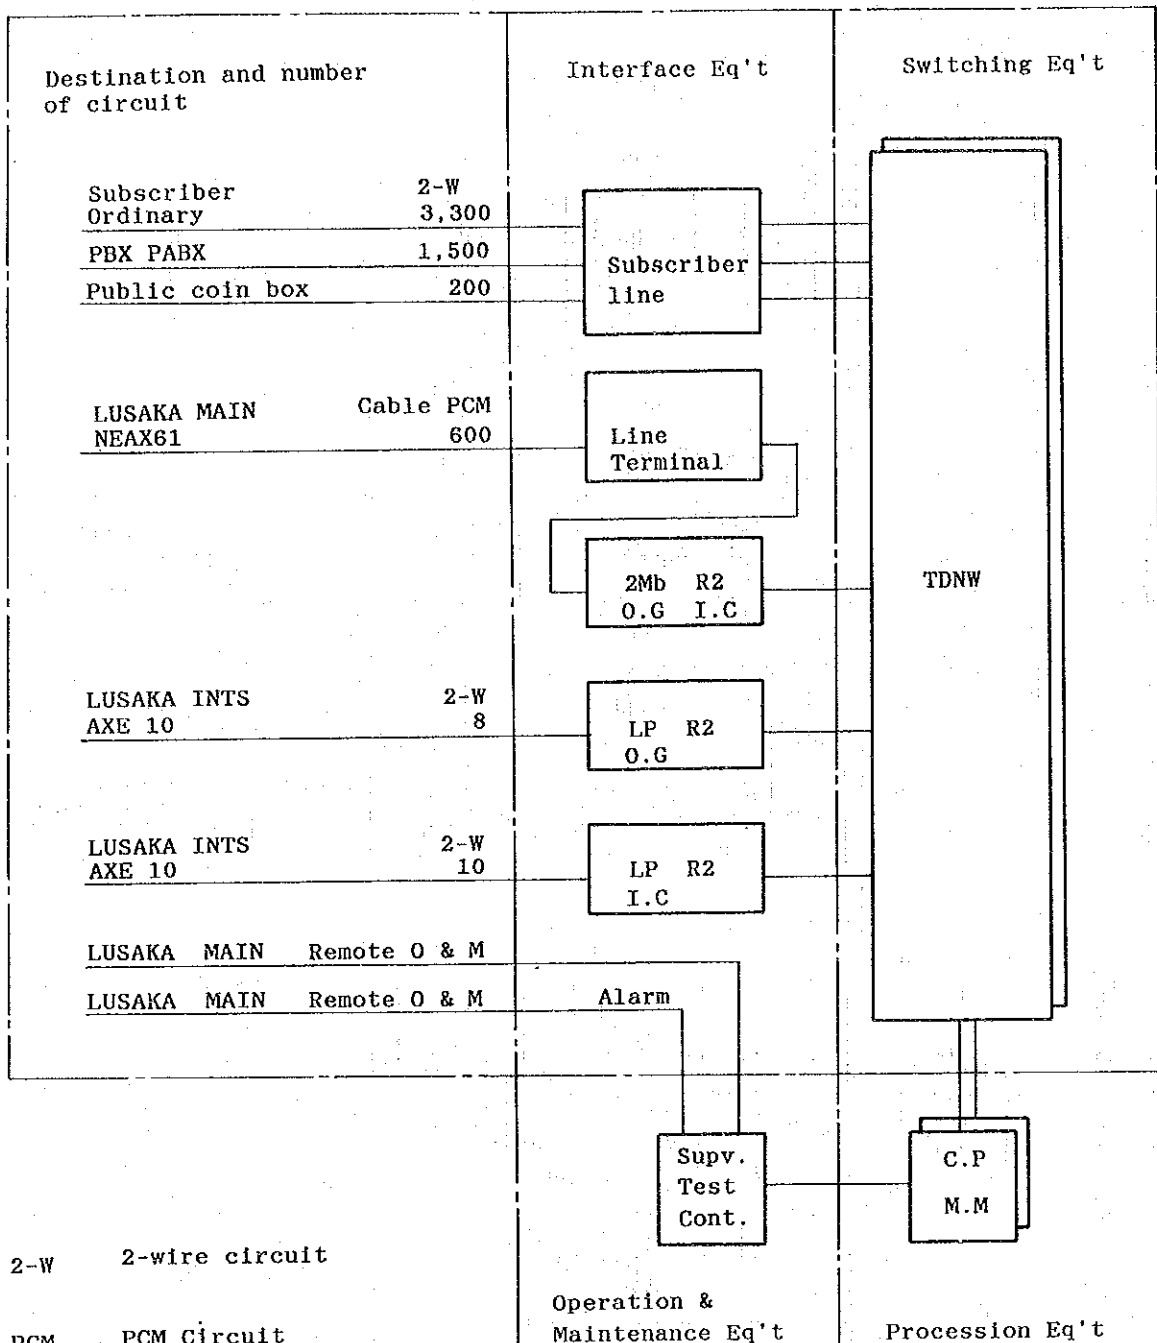 Destination and number
of circuit
Interface Eq't
Switching Eq't
Subscriber 2-W
Ordinary 3,300
PBX PABX 1,500
Public coin box 200
Subscriber
line
LUSAKA MAIN Cable PCM
NEAX61 600
Line
Terminal
2Mb R2
O.G I.C
TDNW
LUSAKA INTS 2-W
AXE 10 8
LP R2
O.G
LUSAKA INTS 2-W
AXE 10 10
LP R2
I.C
LUSAKA MAIN Remote O & M
LUSAKA MAIN Remote O & M Alarm
Supv.
Test
Cont.
C.P
M.M
2-W 2-wire circuit
PCM PCM Circuit
Operation &
Maintenance Eq't
Procession Eq't